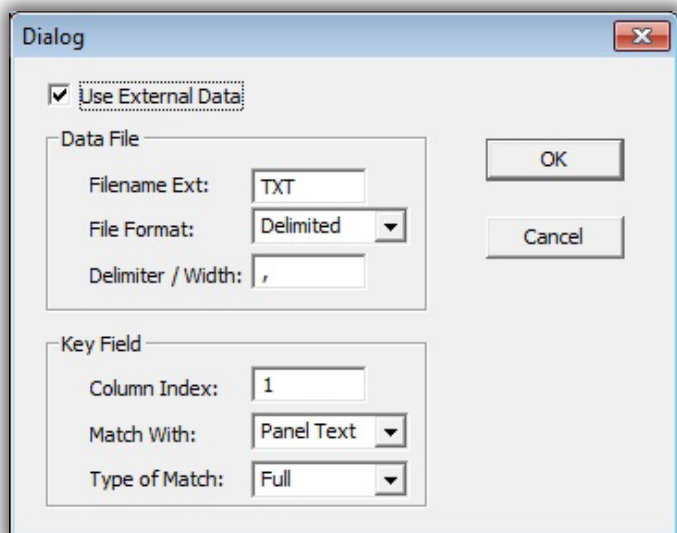 Dialog
Use External Data
Data File
Filename Ext: TXT
File Format: Delimited
Delimiter / Width: ,
OK
Cancel
Key Field
Column Index: 1
Match With: Panel Text
Type of Match: Full